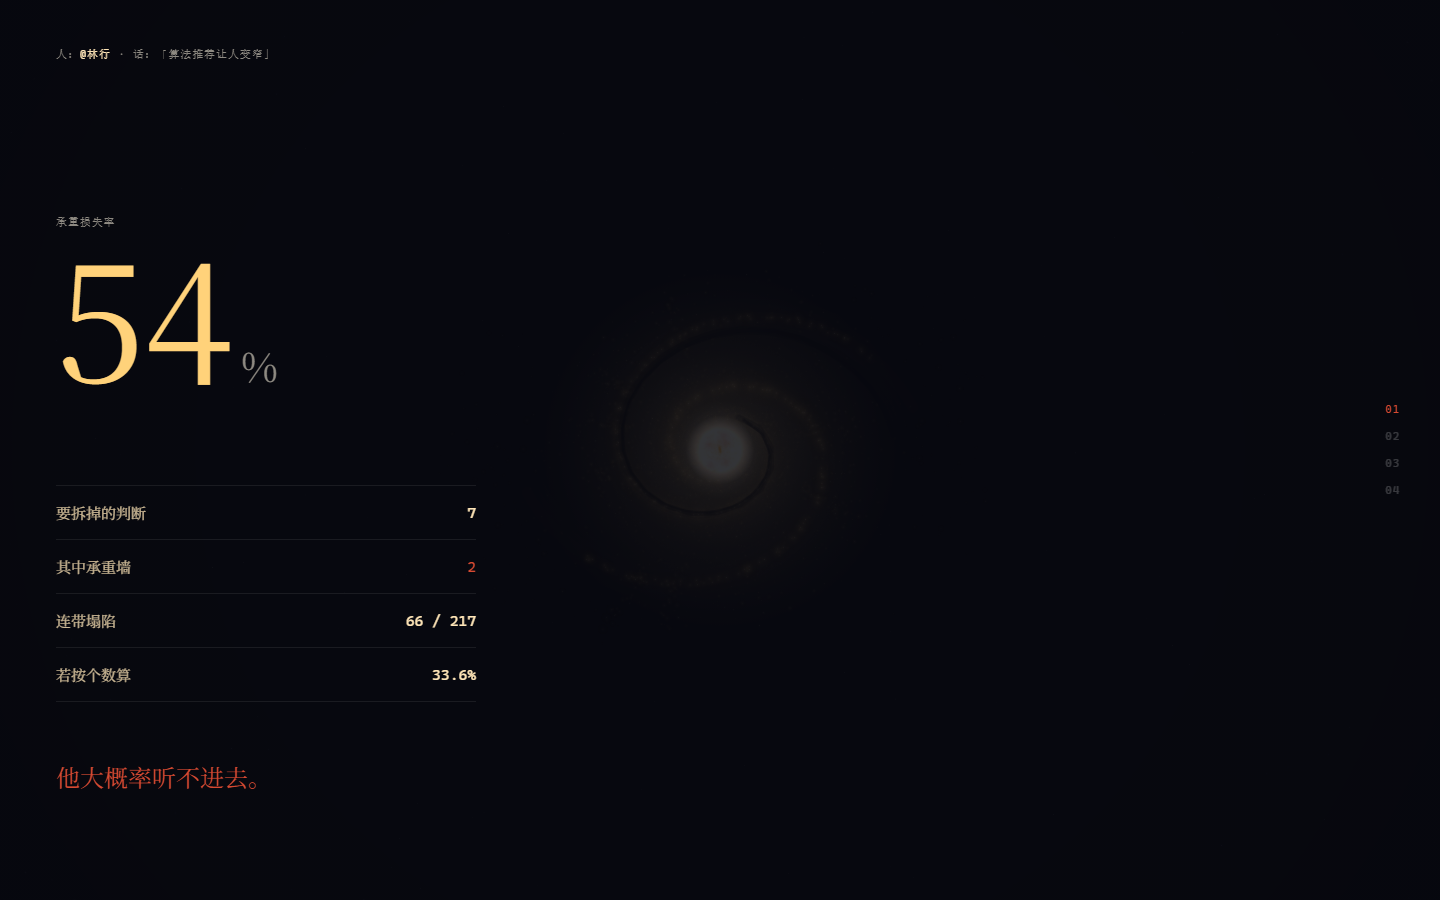 人: @林行 · 话: 「算法推荐让人变窄」
承重损失率
54 %
01
02
03
04
要拆掉的判断 7
其中承重墙 2
连带塌陷 66 / 217
若按个数算 33.6%
他大概率听不进去。